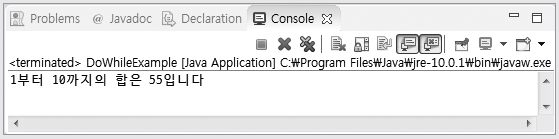 Problems @ Javadoc Declaration Console
<terminated> DoWhileExample [Java Application] C:₩Program Files₩Java₩jre-10.0.1₩bin₩javaw.exe
1부터 10까지의 합은 55입니다